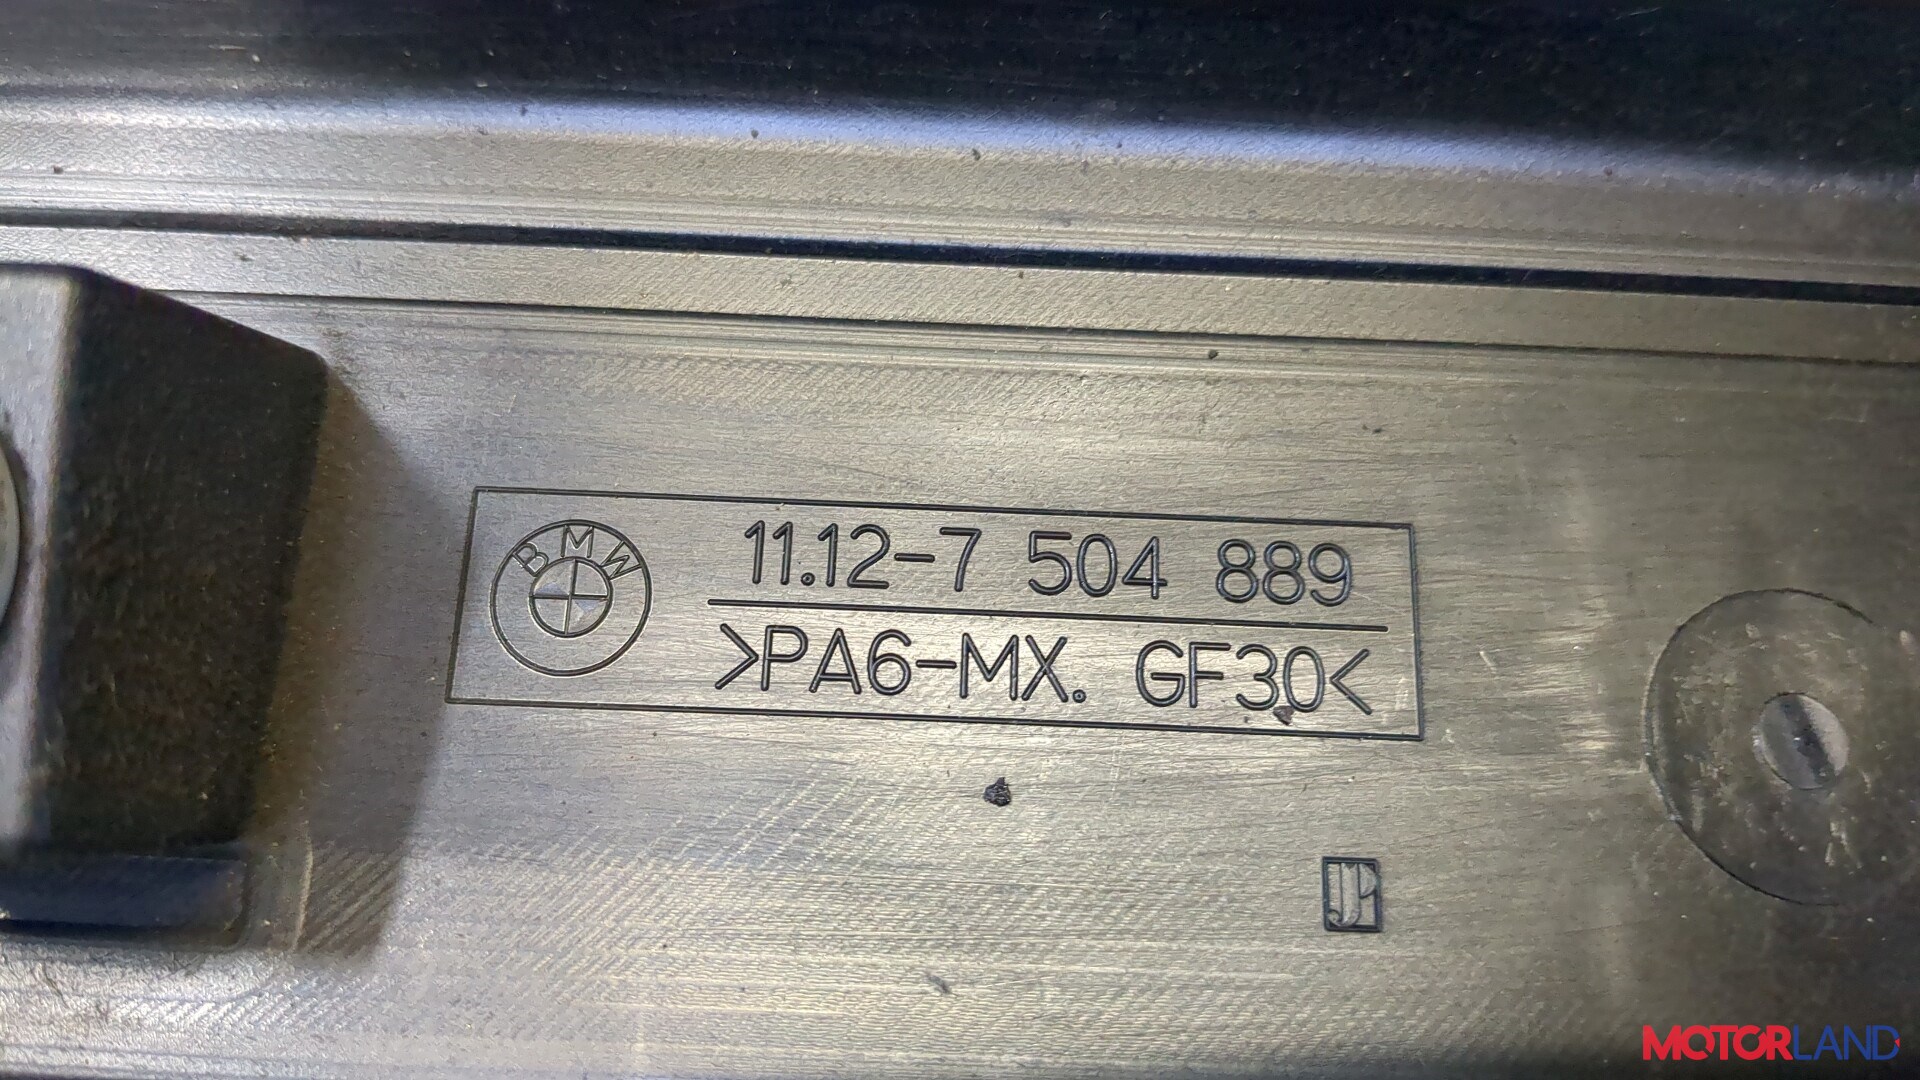 BMW
11.12-7 504 889
>PA6-MX. GF30<
MOTORLAND